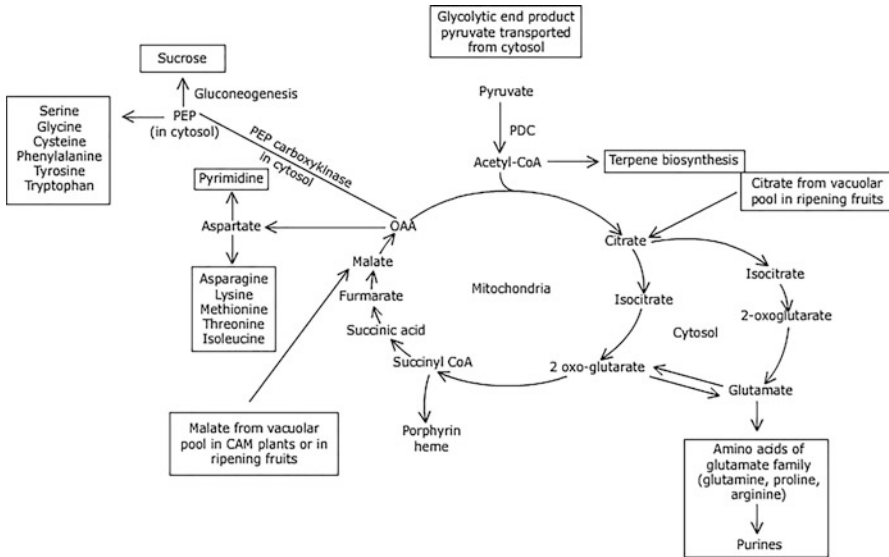 Glycolytic end product
pyruvate transported
from cytosol
Sucrose
Gluconeogenesis
PEP
(in cytosol)
Serine
Glycine
Cysteine
Phenylalanine
Tyrosine
Tryptophan
PEP carboxykinase
in cytosol
Pyruvate
PDC
Acetyl-CoA
Terpene biosynthesis
Citrate from vacuolar
pool in ripening fruits
Pyrimidine
Aspartate
OAA
Asparagine
Lysine
Methionine
Threonine
Isoleucine
Malate
Furmarate
Succinic acid
Succinyl CoA
Porphyrin
heme
Malate from vacuolar
pool in CAM plants or in
ripening fruits
Mitochondria
Citrate
Isocitrate
2 oxo-glutarate
Cytosol
Isocitrate
2-oxoglutarate
Glutamate
Amino acids of
glutamate family
(glutamine, proline,
arginine)
Purines